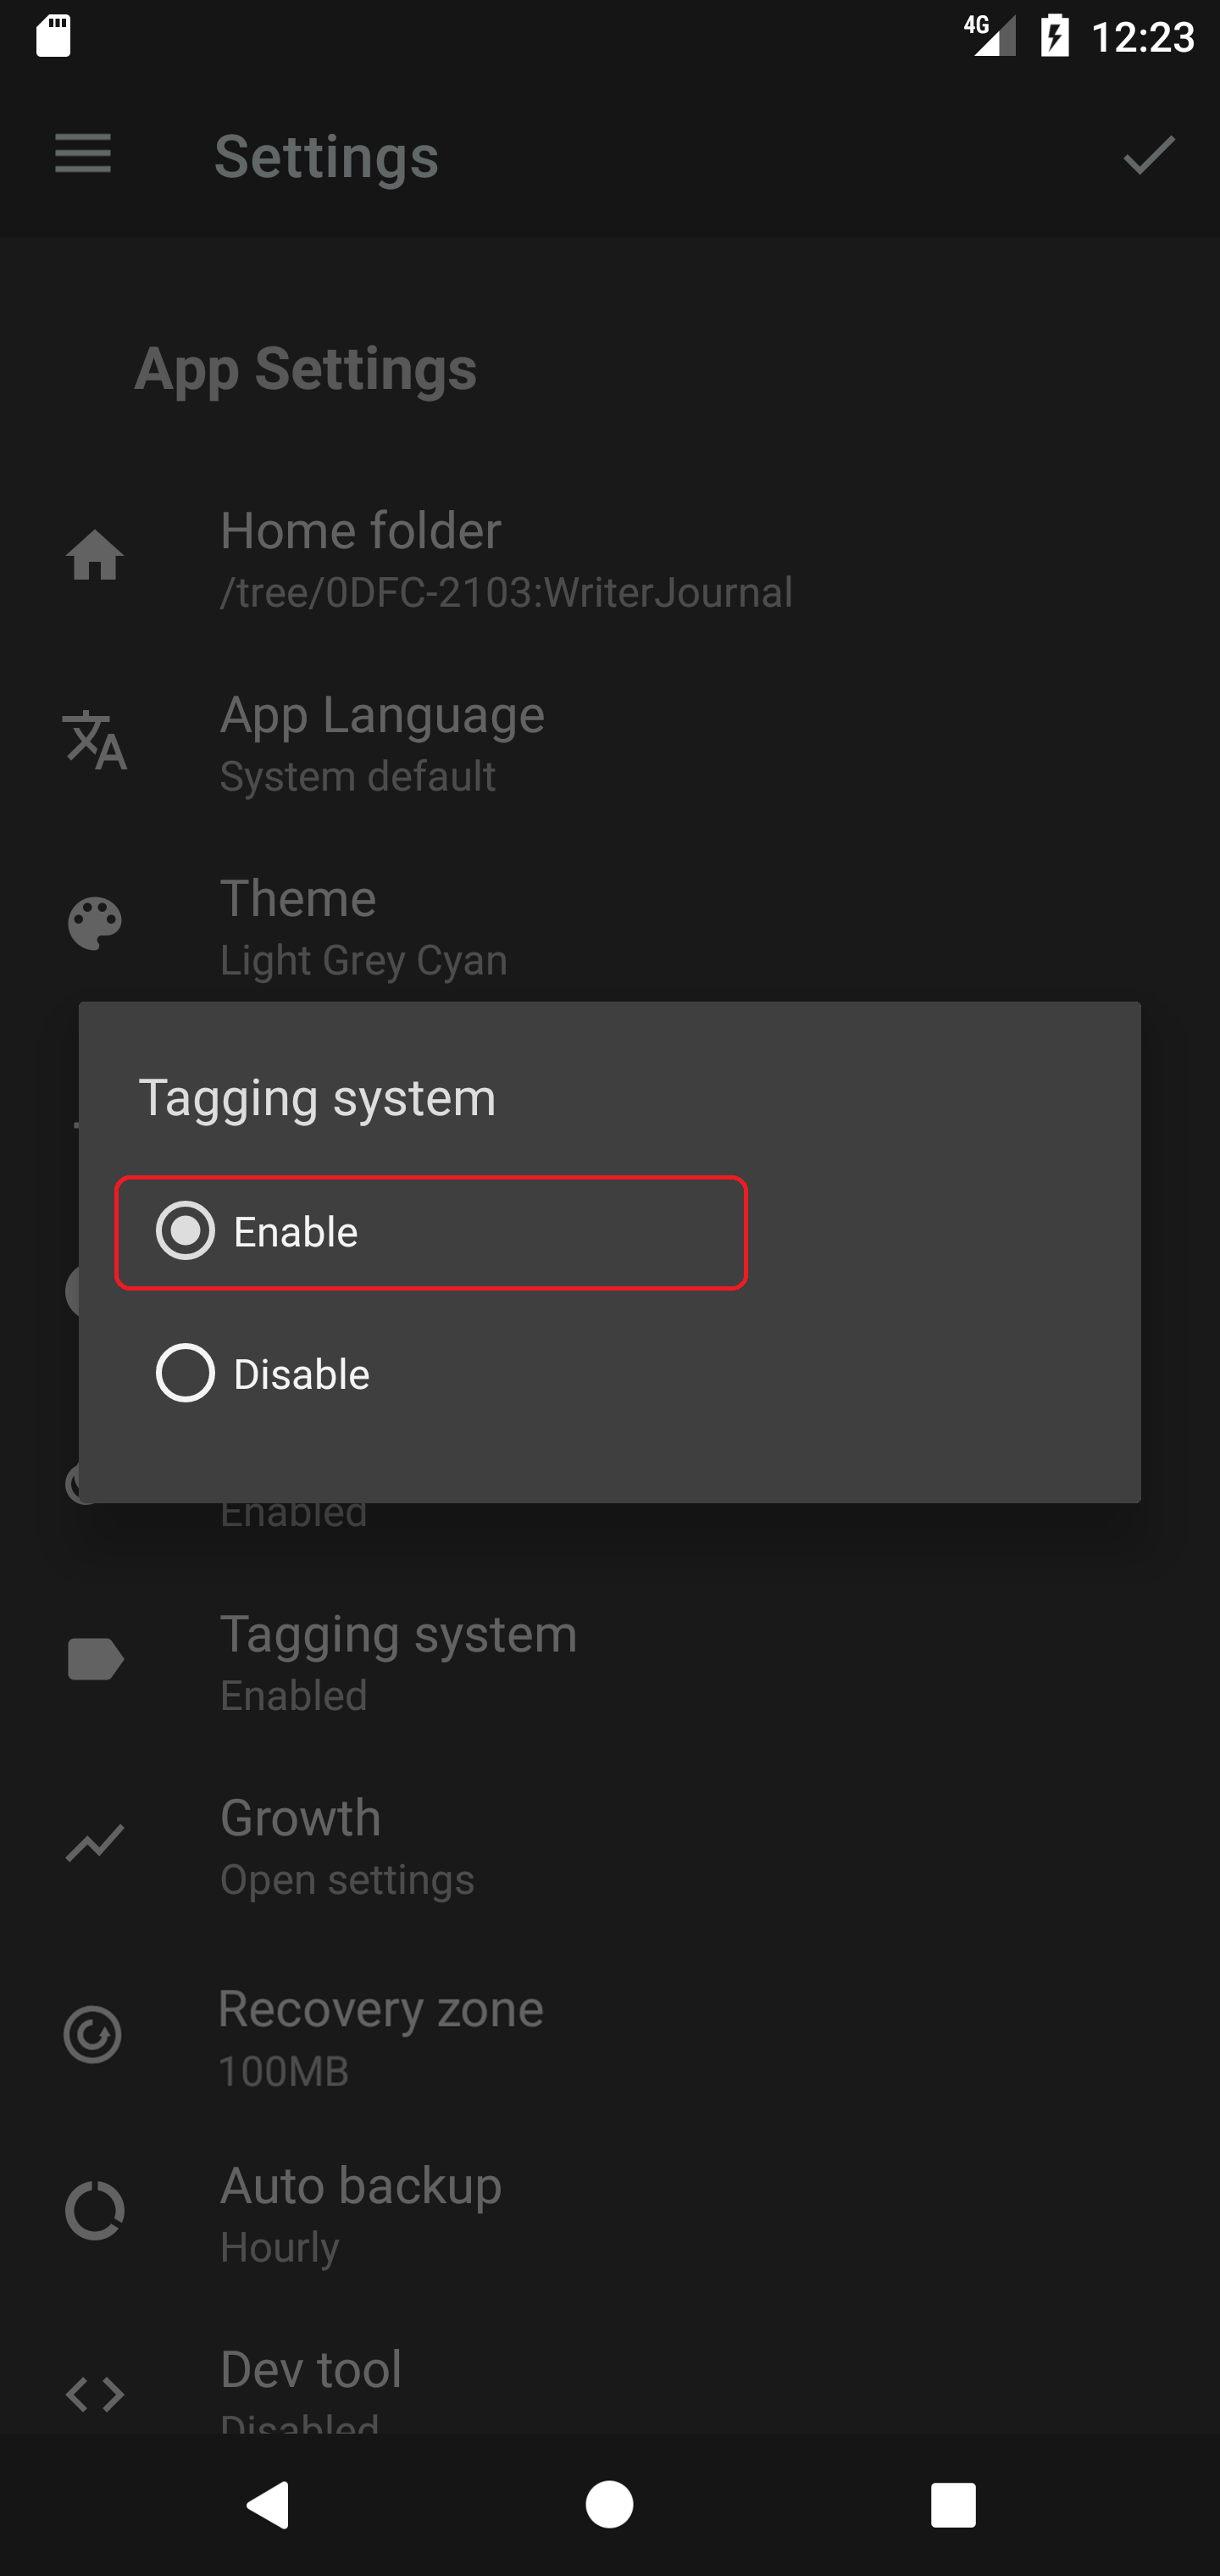 4G 12:23
Settings
App Settings
Home folder
/tree/0DFC-2103:WriterJournal
App Language
System default
Theme
Light Grey Cyan
Tagging system
Enable
Disable
Enabled
Tagging system
Enabled
Growth
Open settings
Recovery zone
100MB
Auto backup
Hourly
Dev tool
Disabled